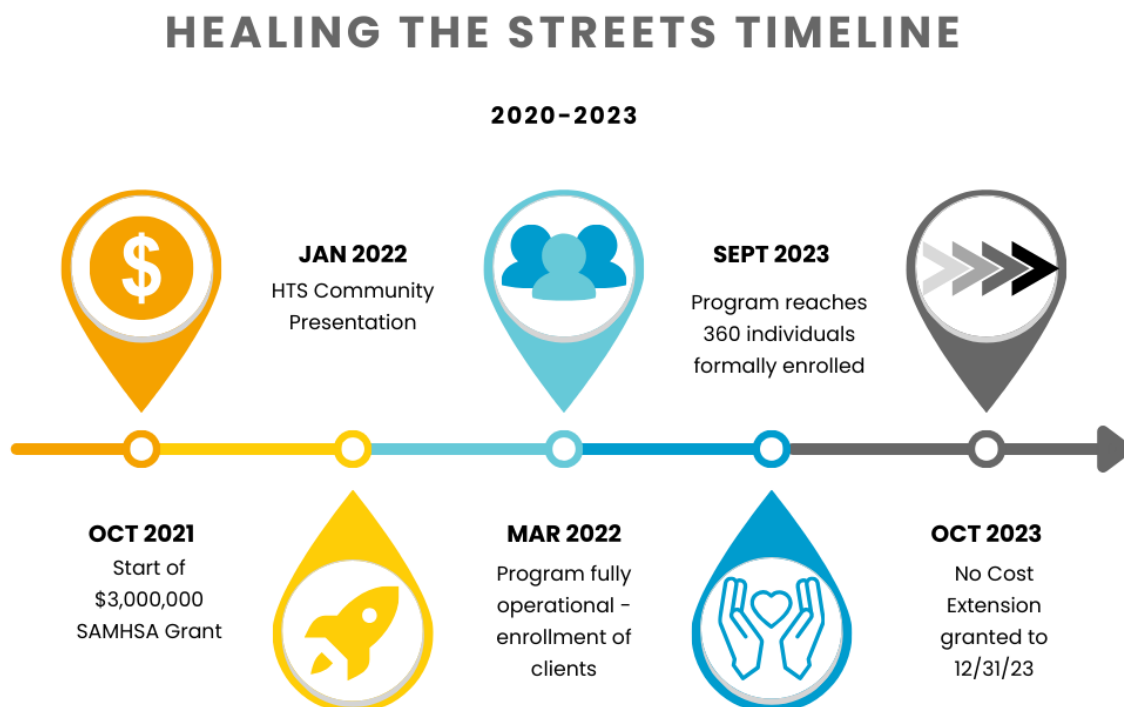 HEALING THE STREETS TIMELINE
2020-2023
$
OCT 2021
Start of
$3,000,000
SAMHSA Grant
JAN 2022
HTS Community
Presentation
MAR 2022
Program fully
operational -
enrollment of
clients
SEPT 2023
Program reaches
360 individuals
formally enrolled
OCT 2023
No Cost
Extension
granted to
12/31/23